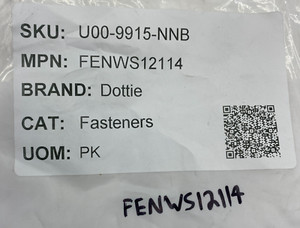 SKU: U00-9915-NNB
MPN: FENWS12114
BRAND: Dottie
CAT: Fasteners
UOM: PK
FENWS12114